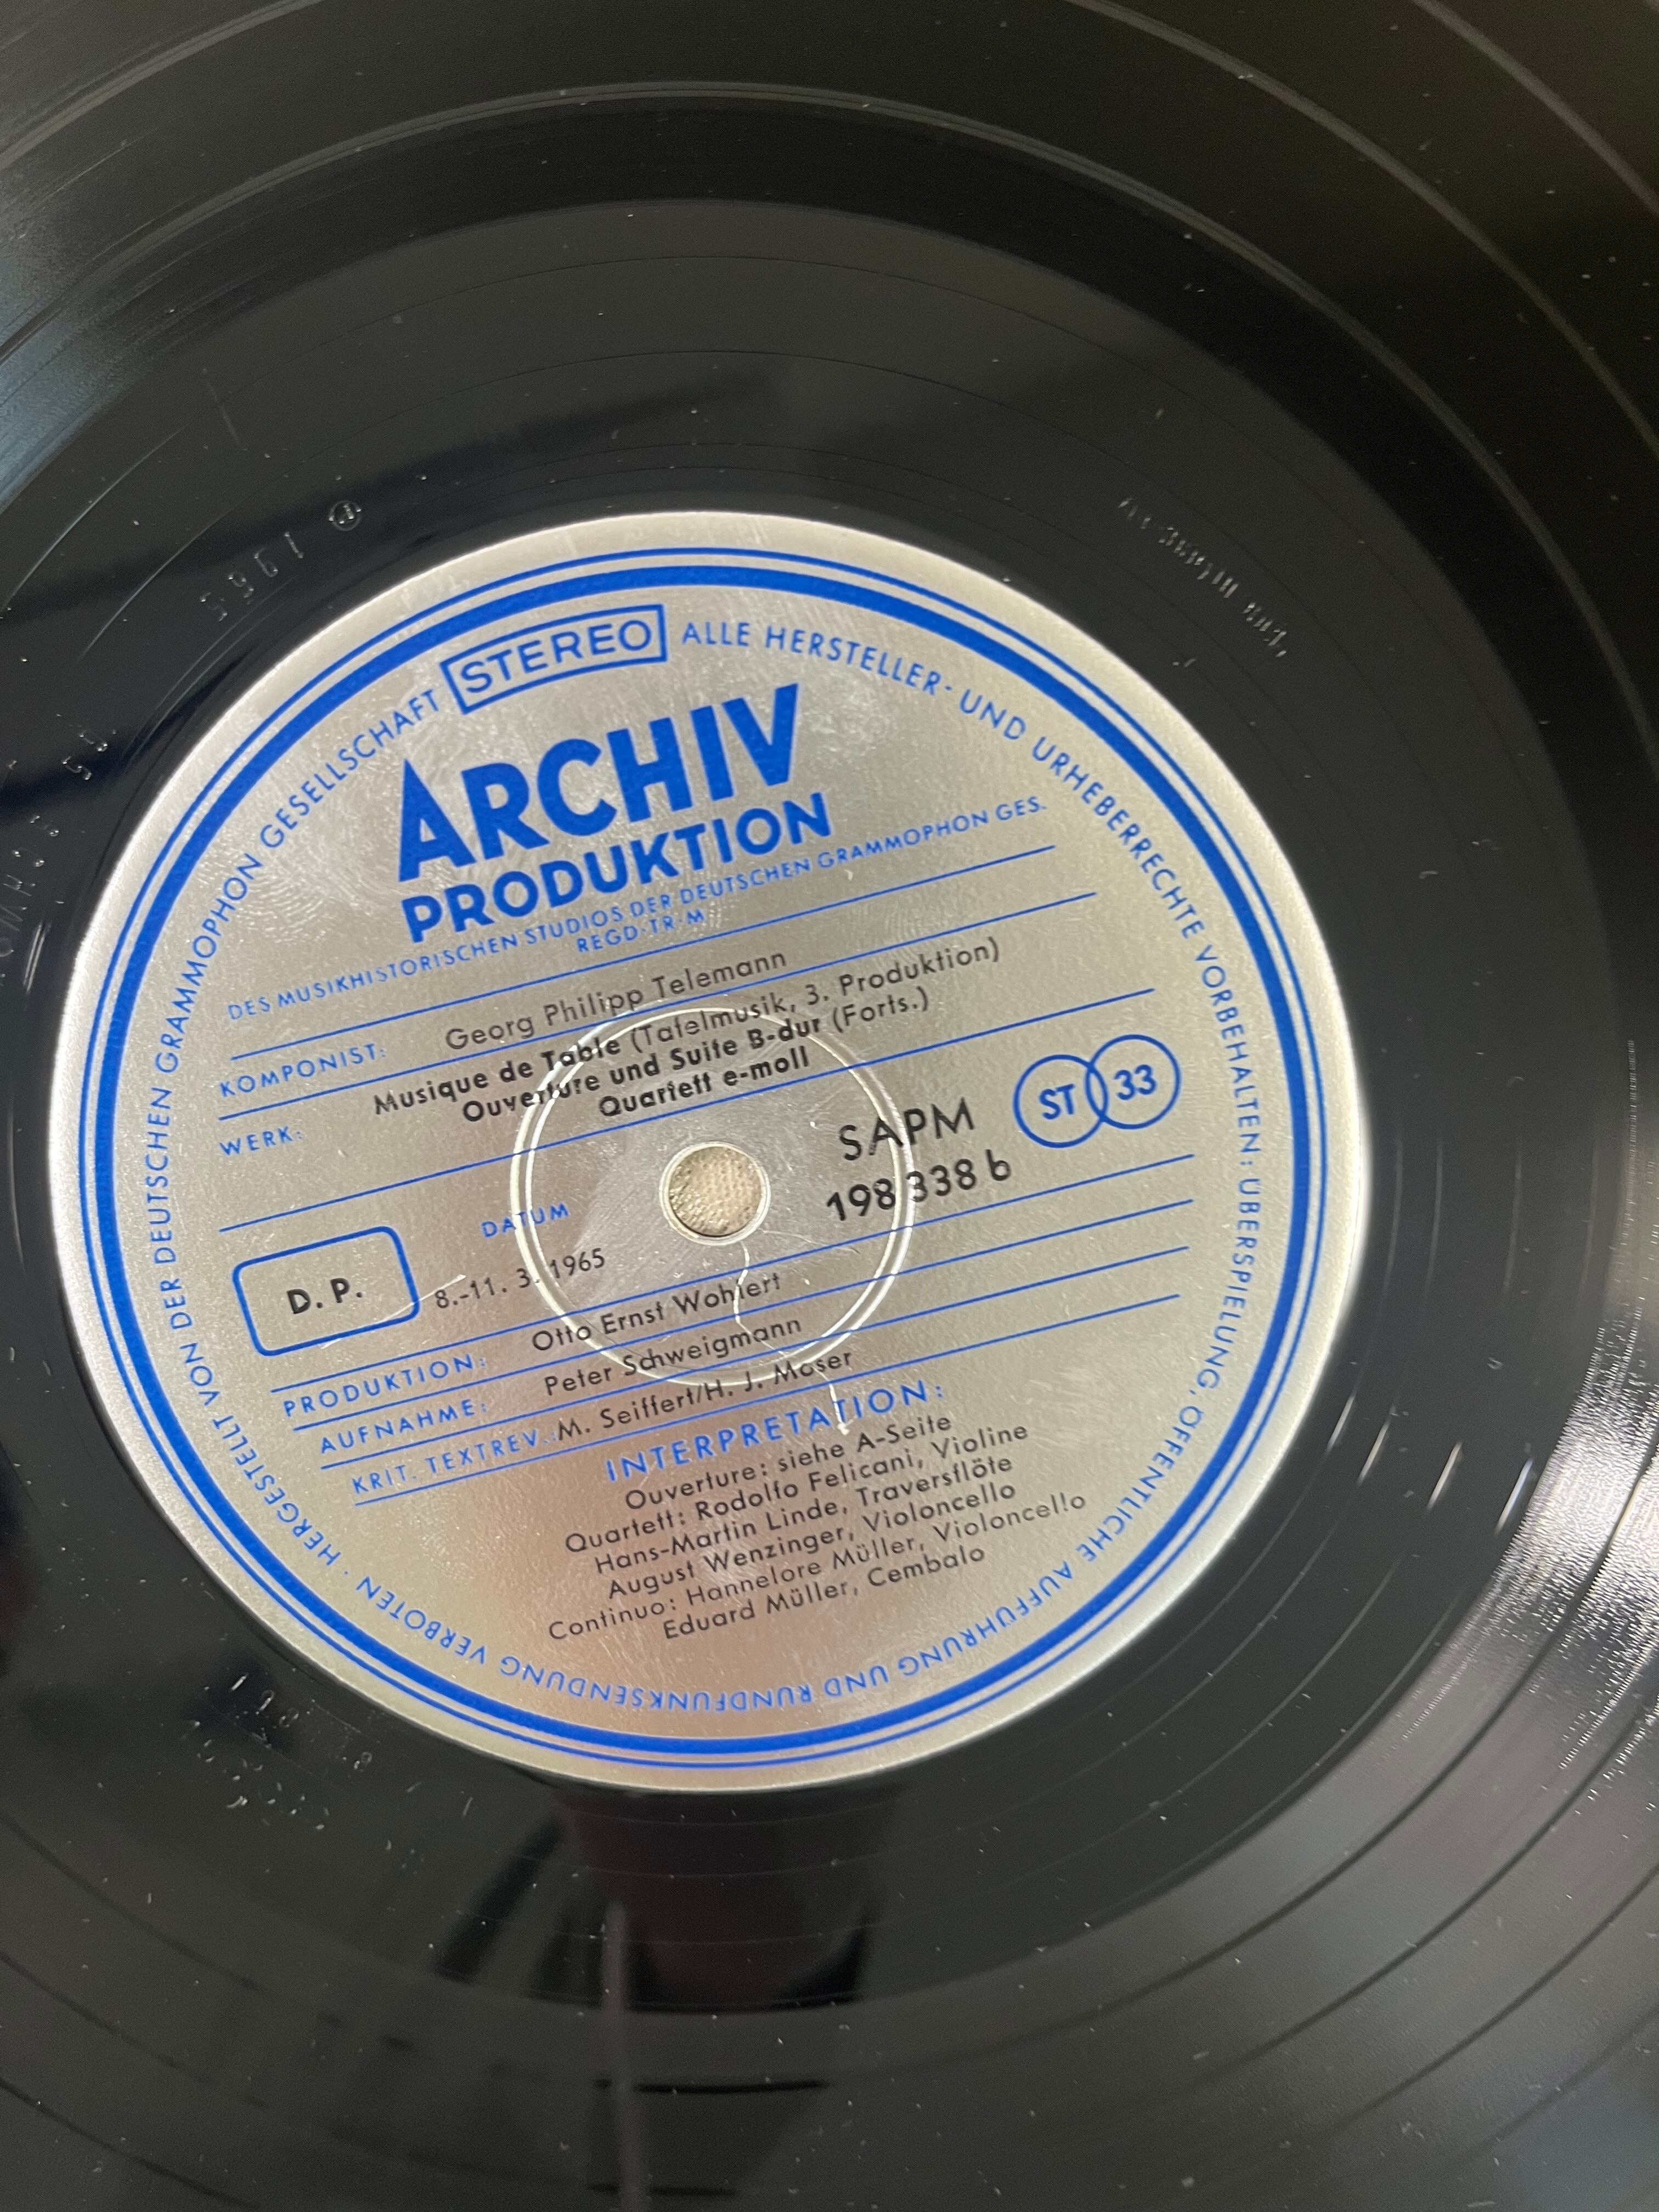 STEREO
ALLE HERSTELLER- UND URHEBERRECHTE VORBEHALTEN: ÜBERSPIELUNG, ÖFFENTLICHE AUFFÜHRUNG UND RUNDFUNKSENDUNG VERBOTEN · HERGESTELLT VON DER DEUTSCHEN GRAMMOPHON GESELLSCHAFT
ARCHIV
PRODUKTION
DES MUSIKHISTORISCHEN STUDIOS DER DEUTSCHEN GRAMMOPHON GES.
REGD·TR·M
KOMPONIST: Georg Philipp Telemann
WERK: Musique de Table (Tafelmusik, 3. Produktion)
Ouverture und Suite B-dur (Forts.)
Quartett e-moll
SAPM ST 33
198 338 b
D. P. DATUM
8.-11. 3. 1965
PRODUKTION: Otto Ernst Wohlert
AUFNAHME: Peter Schweigmann
KRIT. TEXTREV.: M. Seiffert/H. J. Moser
INTERPRETATION:
Ouverture: siehe A-Seite
Quartett: Rodolfo Felicani, Violine
Hans-Martin Linde, Traversflöte
August Wenzinger, Violoncello
Continuo: Hannelore Müller, Violoncello
Eduard Müller, Cembalo
℗ 1965